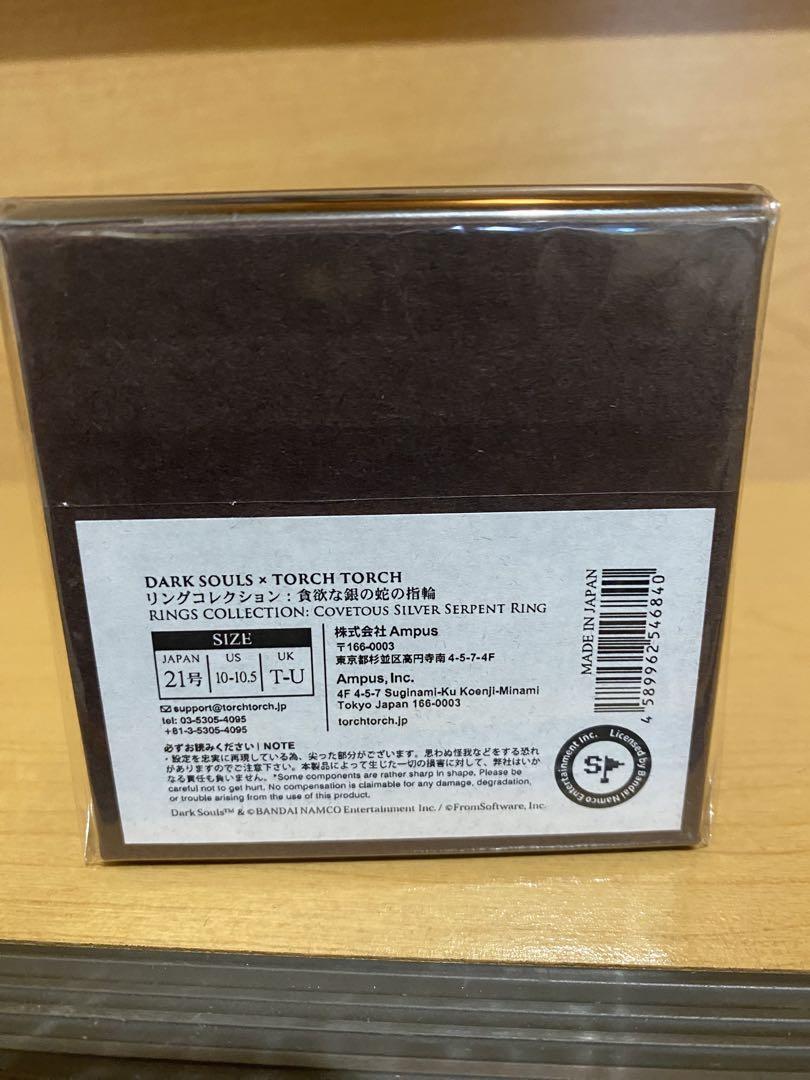 DARK SOULS × TORCH TORCH
リングコレクション：貪欲な銀の蛇の指輪
RINGS COLLECTION: COVETOUS SILVER SERPENT RING
SIZE
JAPAN US UK
21号 10-10.5 T-U
support@torchtorch.jp
tel: 03-5305-4095
+81-3-5305-4095
株式会社 Ampus
〒166-0003
東京都杉並区高円寺南 4-5-7-4F
Ampus, Inc.
4F 4-5-7 Suginami-Ku Koenji-Minami
Tokyo Japan 166-0003
torchtorch.jp
必ずお読みください | NOTE
・設定を忠実に再現している為、尖った部分がございます。思わぬ怪我などをする恐れ
がありますのでご注意下さい。本製品によって生じた一切の損害に対して、弊社はいか
なる責任も負いません。*Some components are rather sharp in shape. Please be
careful not to get hurt. No compensation is claimable for any damage, degradation,
or trouble arising from the use of this product.
Dark Souls™ & ©BANDAI NAMCO Entertainment Inc. / ©FromSoftware, Inc.
MADE IN JAPAN
4 589962 546840
Licensed by Bandai Namco Entertainment Inc.
S